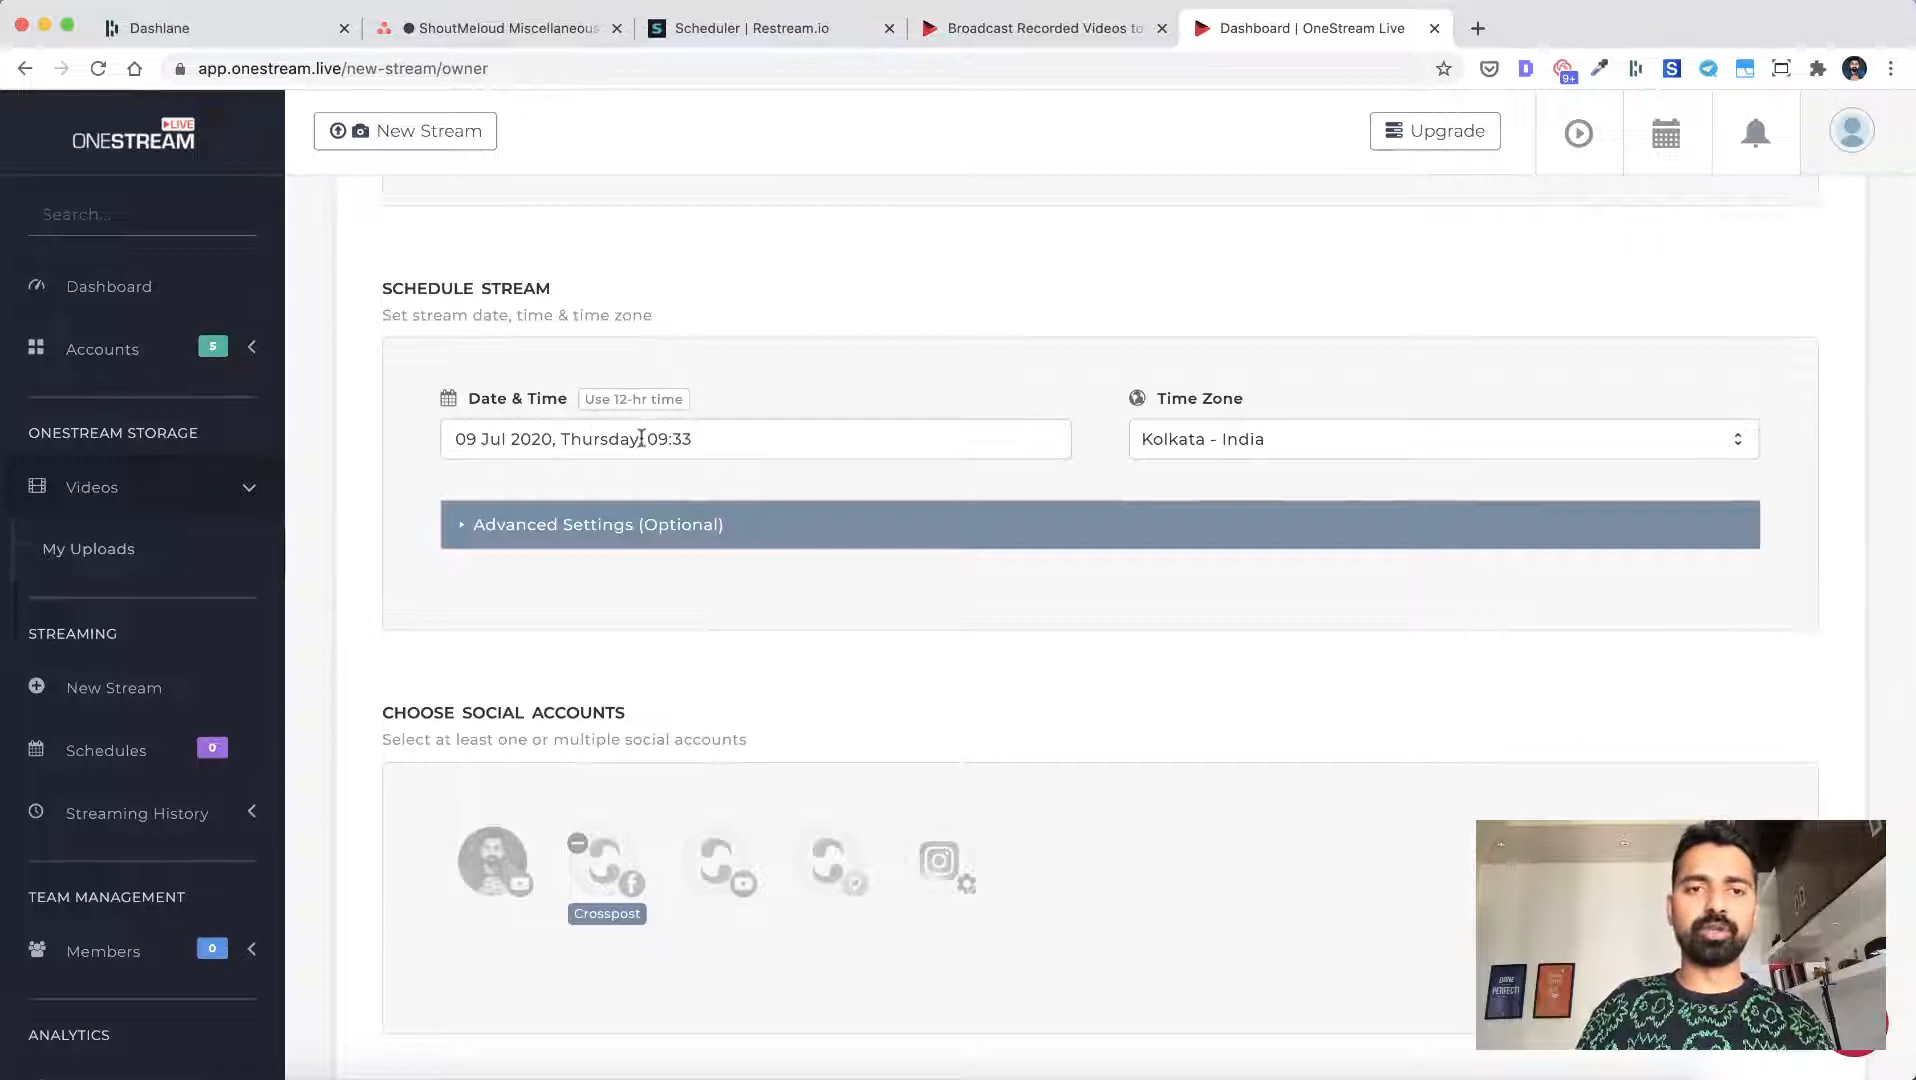 Dashlane
ShoutMeloud Miscellaneous
Scheduler | Restream.io
Broadcast Recorded Videos to
Dashboard | OneStream Live
app.onestream.live/new-stream/owner
9+
LIVE
ONESTREAM
New Stream
Upgrade
Search...
Dashboard
Accounts
5
ONESTREAM STORAGE
Videos
My Uploads
STREAMING
New Stream
Schedules
0
Streaming History
TEAM MANAGEMENT
Members
0
ANALYTICS
SCHEDULE STREAM
Set stream date, time & time zone
Date & Time
Use 12-hr time
09 Jul 2020, Thursday, 09:33
Time Zone
Kolkata - India
Advanced Settings (Optional)
CHOOSE SOCIAL ACCOUNTS
Select at least one or multiple social accounts
Crosspost
DONE
PERFECT!